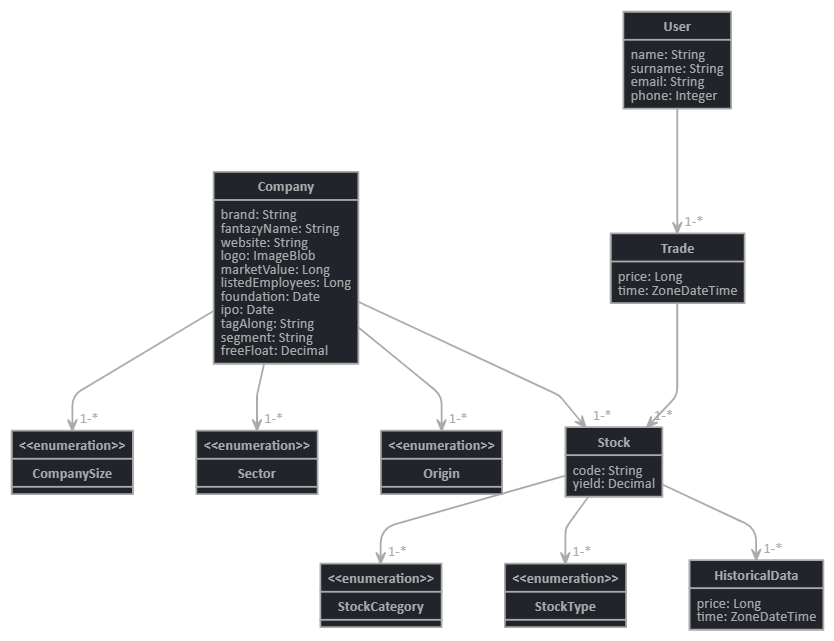 User
name: String
surname: String
email: String
phone: Integer
1-*
Company
brand: String
fantazyName: String
website: String
logo: ImageBlob
marketValue: Long
listedEmployees: Long
foundation: Date
ipo: Date
tagAlong: String
segment: String
freeFloat: Decimal
Trade
price: Long
time: ZoneDateTime
1-*
1-*
1-*
1-*
1-*
<<enumeration>>
CompanySize
<<enumeration>>
Sector
<<enumeration>>
Origin
Stock
code: String
yield: Decimal
1-*
1-*
1-*
<<enumeration>>
StockCategory
<<enumeration>>
StockType
HistoricalData
price: Long
time: ZoneDateTime